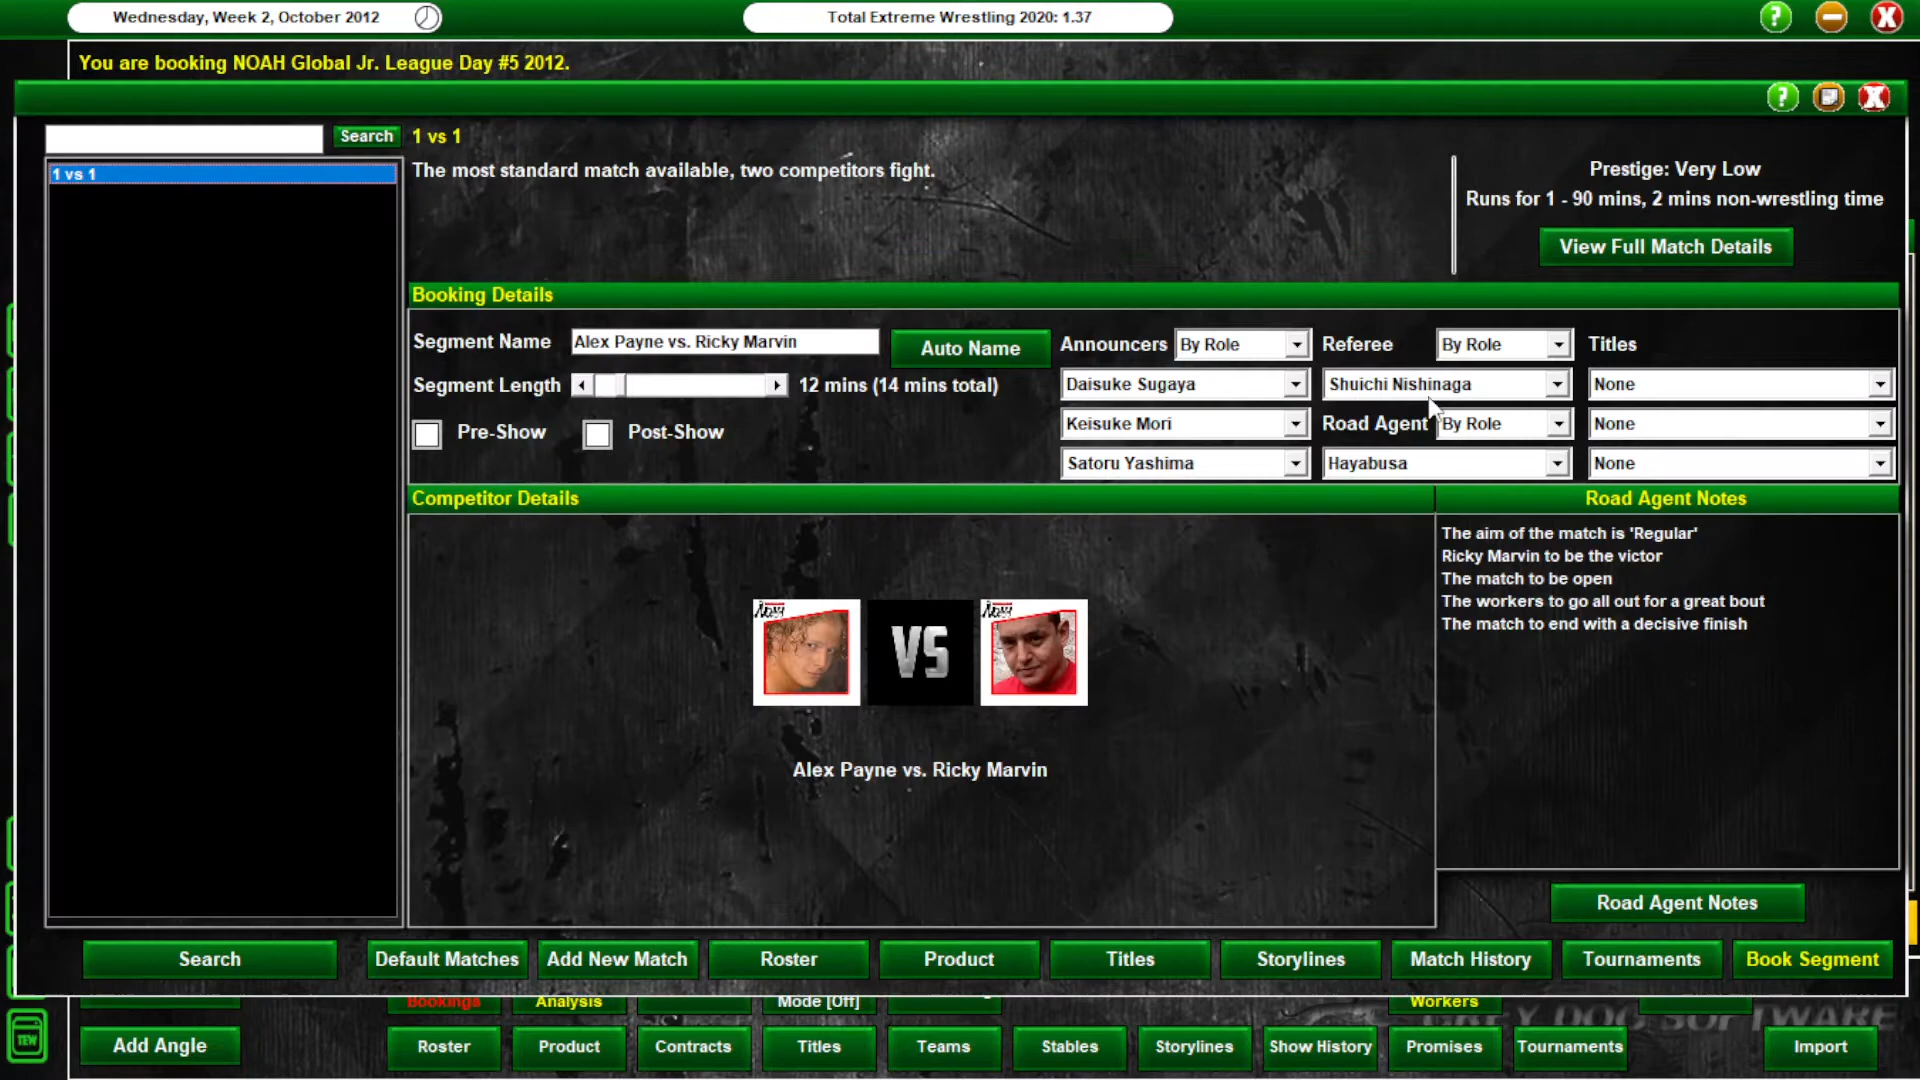 Wednesday, Week 2, October 2012
Total Extreme Wrestling 2020: 1.37
You are booking NOAH Global Jr. League Day #5 2012.
Search
1 vs 1
1 vs 1
The most standard match available, two competitors fight.
Prestige: Very Low
Runs for 1 - 90 mins, 2 mins non-wrestling time
View Full Match Details
Booking Details
Segment Name
Alex Payne vs. Ricky Marvin
Auto Name
Announcers
By Role
Referee
By Role
Titles
Segment Length
12 mins (14 mins total)
Daisuke Sugaya
Shuichi Nishinaga
None
Pre-Show
Post-Show
Keisuke Mori
Road Agent
By Role
None
Satoru Yashima
Hayabusa
None
Competitor Details
Road Agent Notes
The aim of the match is 'Regular'
Ricky Marvin to be the victor
The match to be open
The workers to go all out for a great bout
The match to end with a decisive finish
NOAH
VS
NOAH
Alex Payne vs. Ricky Marvin
Road Agent Notes
Search
Default Matches
Add New Match
Roster
Product
Titles
Storylines
Match History
Tournaments
Book Segment
Bookings
Analysis
Mode [Off]
Workers
GREY DOG SOFTWARE
TEW
Add Angle
Roster
Product
Contracts
Titles
Teams
Stables
Storylines
Show History
Promises
Tournaments
Import